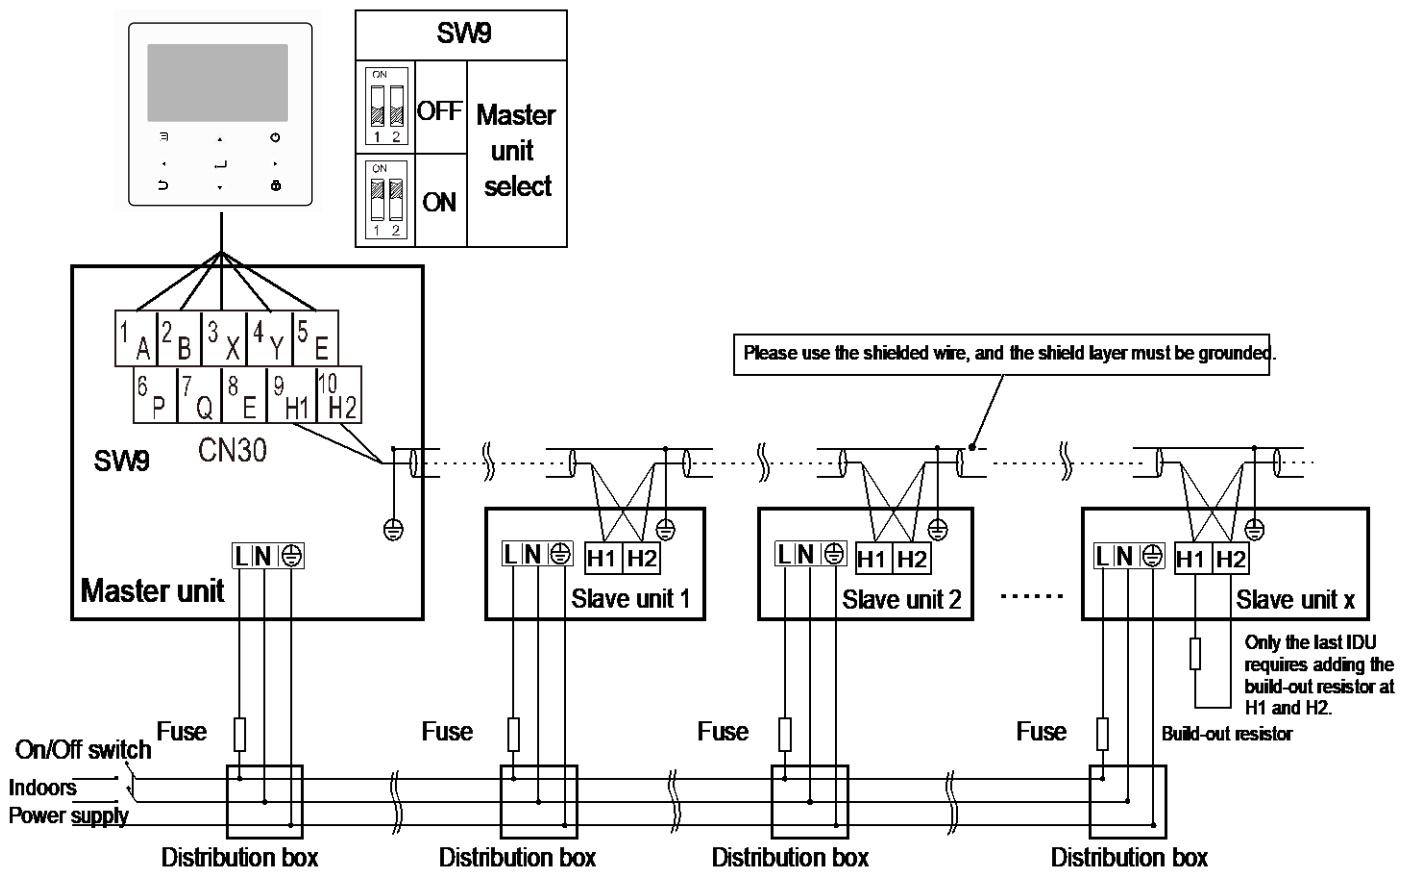 SW9
ON
1 2
OFF
Master
unit
select
ON
1 2
ON
1 A 2 B 3 X 4 Y 5 E
6 P 7 Q 8 E 9 H1 10 H2
SW9
CN30
Please use the shielded wire, and the shield layer must be grounded.
L N
Master unit
L N
H1 H2
Slave unit 1
L N
H1 H2
Slave unit 2
......
L N
H1 H2
Slave unit x
Only the last IDU
requires adding the
build-out resistor at
H1 and H2.
Build-out resistor
Fuse
Fuse
Fuse
Fuse
On/Off switch
Indoors
Power supply
Distribution box
Distribution box
Distribution box
Distribution box